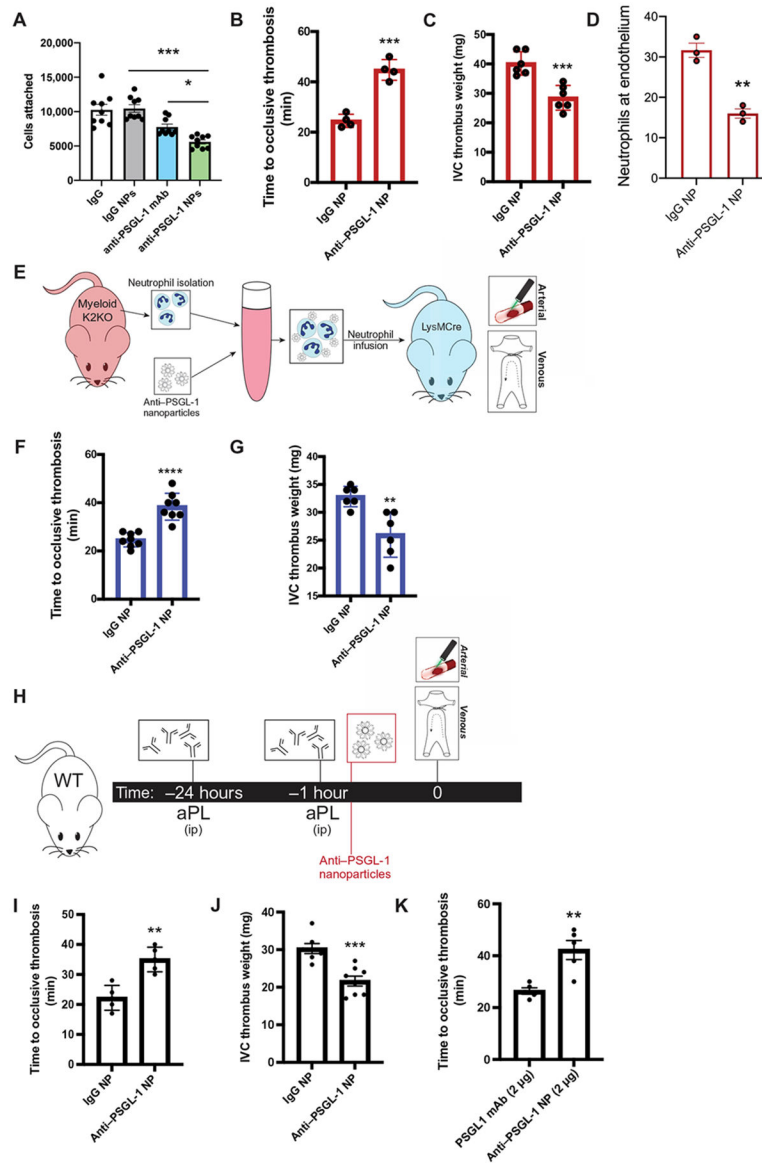 A
Cells attached
15,000
10,000
5000
0
***
*
IgG
IgG NPs
anti-PSGL-1 mAb
anti-PSGL-1 NPs
B
Time to occlusive thrombosis
(min)
60
40
20
0
***
IgG NP
Anti–PSGL-1 NP
C
IVC thrombus weight (mg)
50
40
30
20
10
0
***
IgG NP
Anti–PSGL-1 NP
D
Neutrophils at endothelium
40
30
20
10
0
**
IgG NP
Anti–PSGL-1 NP
E
Myeloid
K2KO
Neutrophil isolation
Anti–PSGL-1
nanoparticles
Neutrophil
infusion
LysMCre
Arterial
Venous
F
Time to occlusive thrombosis
(min)
60
40
20
0
****
IgG NP
Anti–PSGL-1 NP
G
IVC thrombus weight (mg)
40
35
30
25
20
15
**
IgG NP
Anti–PSGL-1 NP
H
WT
Time:
–24 hours
–1 hour
0
aPL
(ip)
aPL
(ip)
Anti–PSGL-1
nanoparticles
Arterial
Venous
I
Time to occlusive thrombosis
(min)
50
40
30
20
10
0
**
IgG NP
Anti–PSGL-1 NP
J
IVC thrombus weight (mg)
40
30
20
10
0
***
IgG NP
Anti–PSGL-1 NP
K
Time to occlusive thrombosis
(min)
60
40
20
0
**
PSGL1 mAb (2 µg)
Anti–PSGL-1 NP (2 µg)